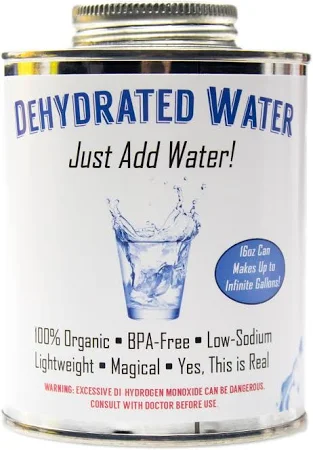 DEHYDRATED WATER
Just Add Water!
16oz Can
Makes Up to
Infinite Gallons!
100% Organic ▪ BPA-Free ▪ Low-Sodium
Lightweight ▪ Magical ▪ Yes, This is Real
WARNING: EXCESSIVE DI-HYDROGEN MONOXIDE CAN BE DANGEROUS.
CONSULT WITH DOCTOR BEFORE USE.